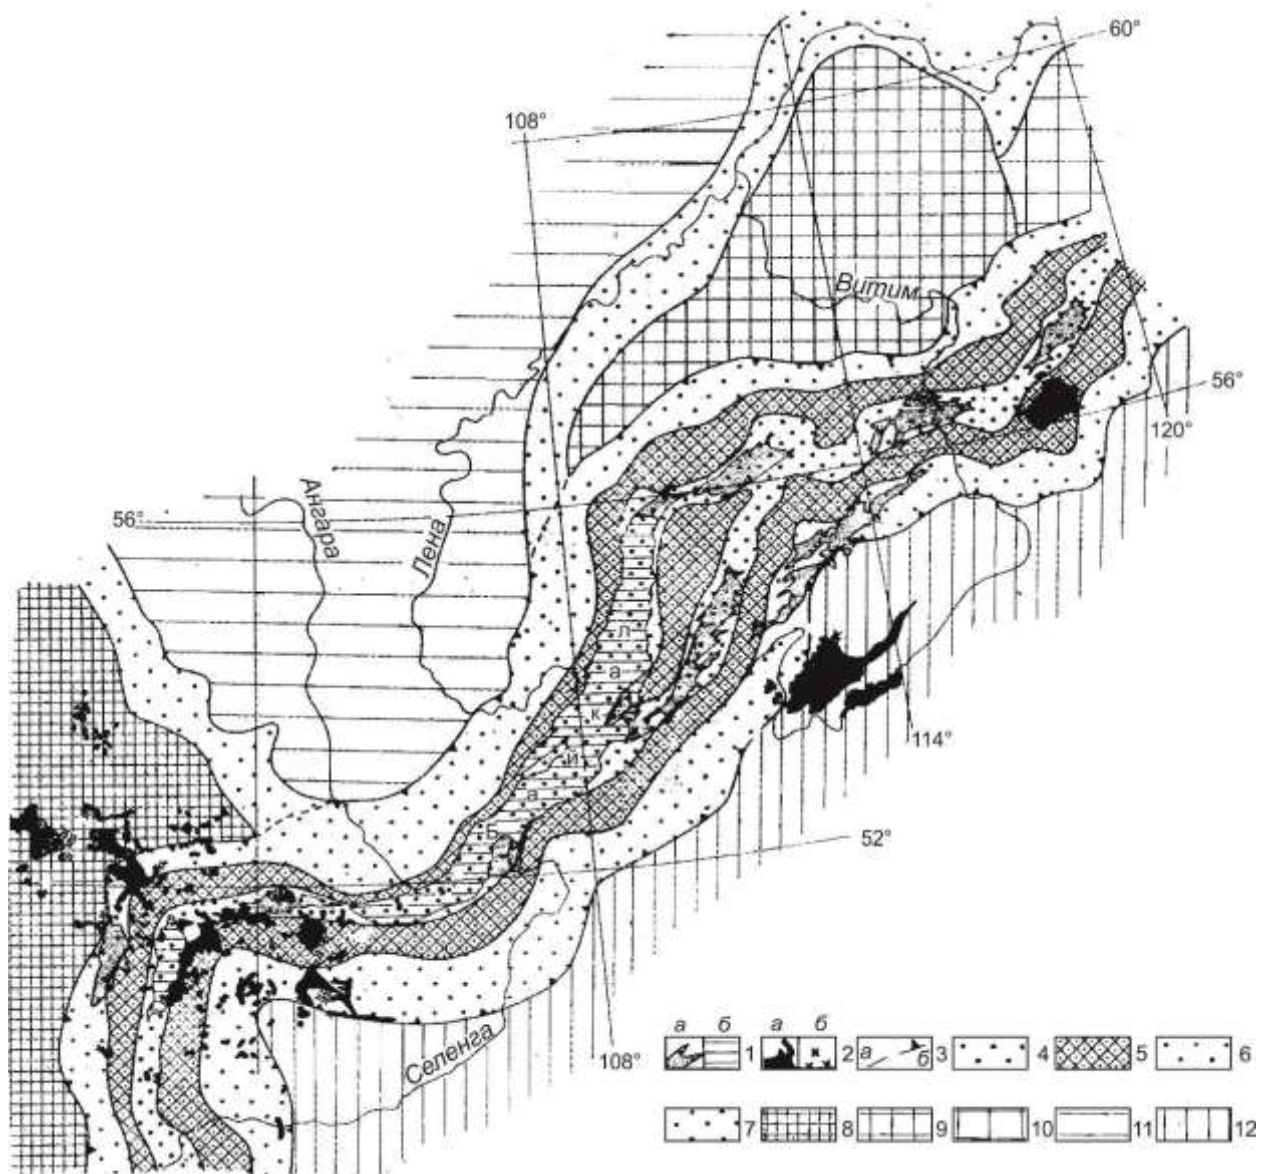 60°
108°
Витим
56°
120°
56°
Ангара
Лена
л
а
к
й
а
Б
114°
52°
Селенга
108°
а б 1
а б 2
а б 3
4
5
6
7
8
9
10
11
12